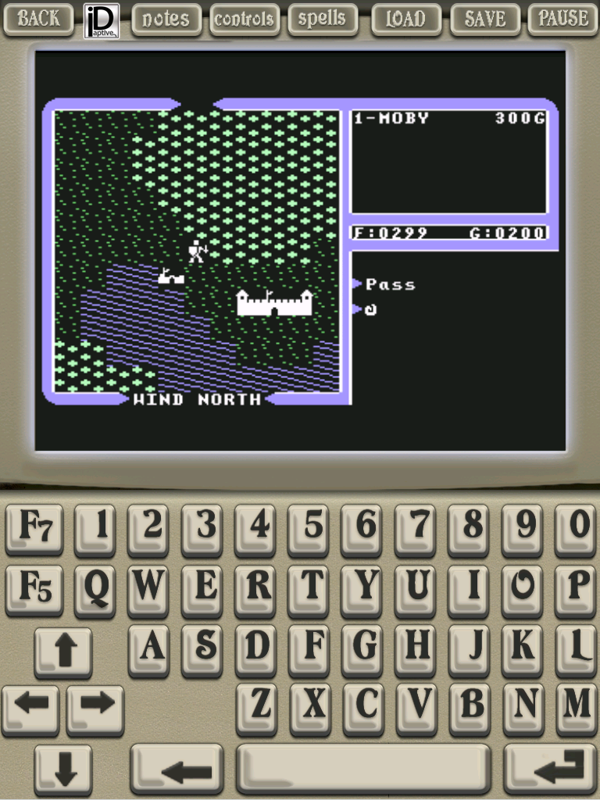 BACK iD aptive notes controls spells LOAD SAVE PAUSE
1-MOBY 300G
F:0299 G:0200
Pass
WIND NORTH
F7 1 2 3 4 5 6 7 8 9 0
F5 Q W E R T Y U I O P
A S D F G H J K L
Z X C V B N M